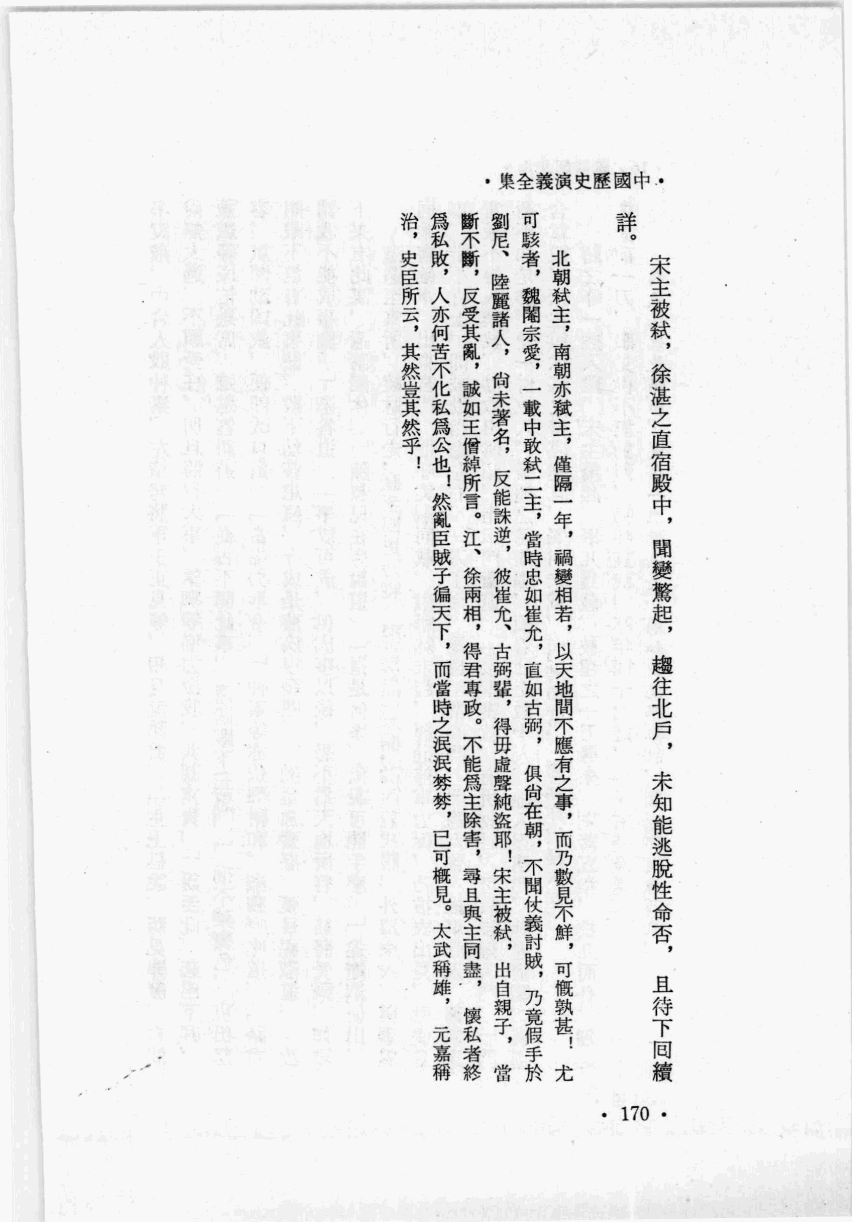 ·中國歷史演義全集·
宋主被弒，徐湛之直宿殿中，聞變驚起，趨往北戶，未知能逃脫性命否，且待下回續
詳。
北朝弒主，南朝亦弒主，僅隔一年，禍變相若，以天地間不應有之事，而乃數見不鮮，可慨孰甚！尤
可駭者，魏閹宗愛，一載中敢弒二主，當時忠如崔允，直如古弼，俱尙在朝，不聞仗義討賊，乃竟假手於
劉尼、陸麗諸人，尙未著名，反能誅逆，彼崔允、古弼輩，得毋虛聲純盜耶！宋主被弒，出自親子，當
斷不斷，反受其亂，誠如王僧綽所言。江、徐兩相，得君專政。不能爲主除害，尋且與主同盡，懷私者終
爲私敗，人亦何苦不化私爲公也！然亂臣賊子徧天下，而當時之泯泯棼棼，已可概見。太武稱雄，元嘉稱
治，史臣所云，其然豈其然乎！
·170·